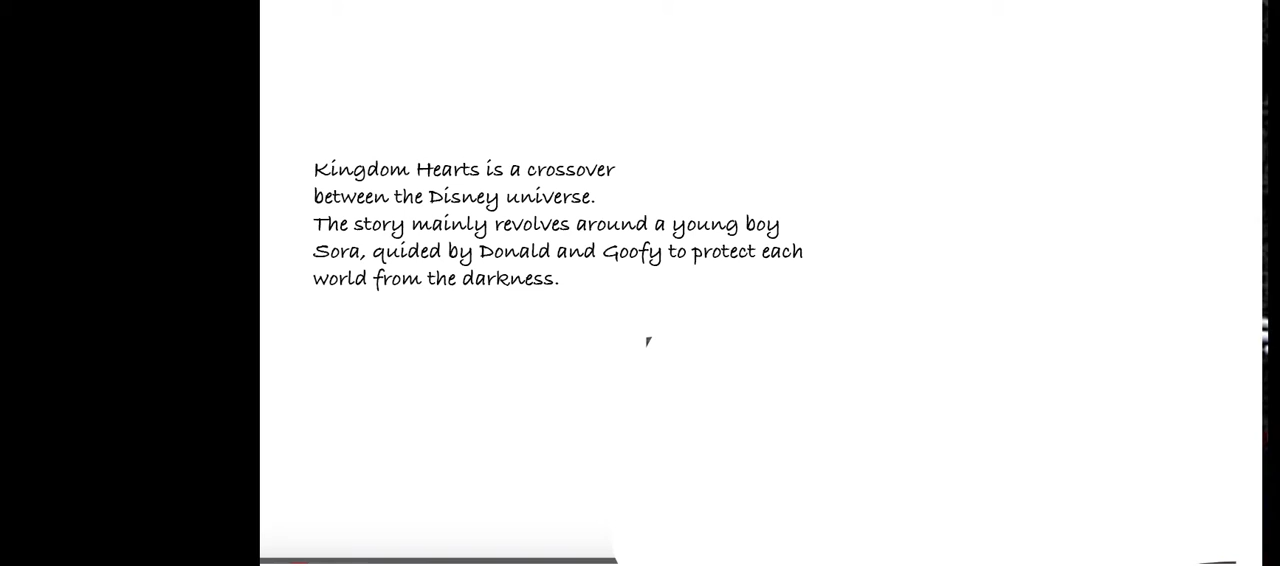 Kingdom Hearts is a crossover
between the Disney universe.
The story mainly revolves around a young boy
Sora, quided by Donald and Goofy to protect each
world from the darkness.